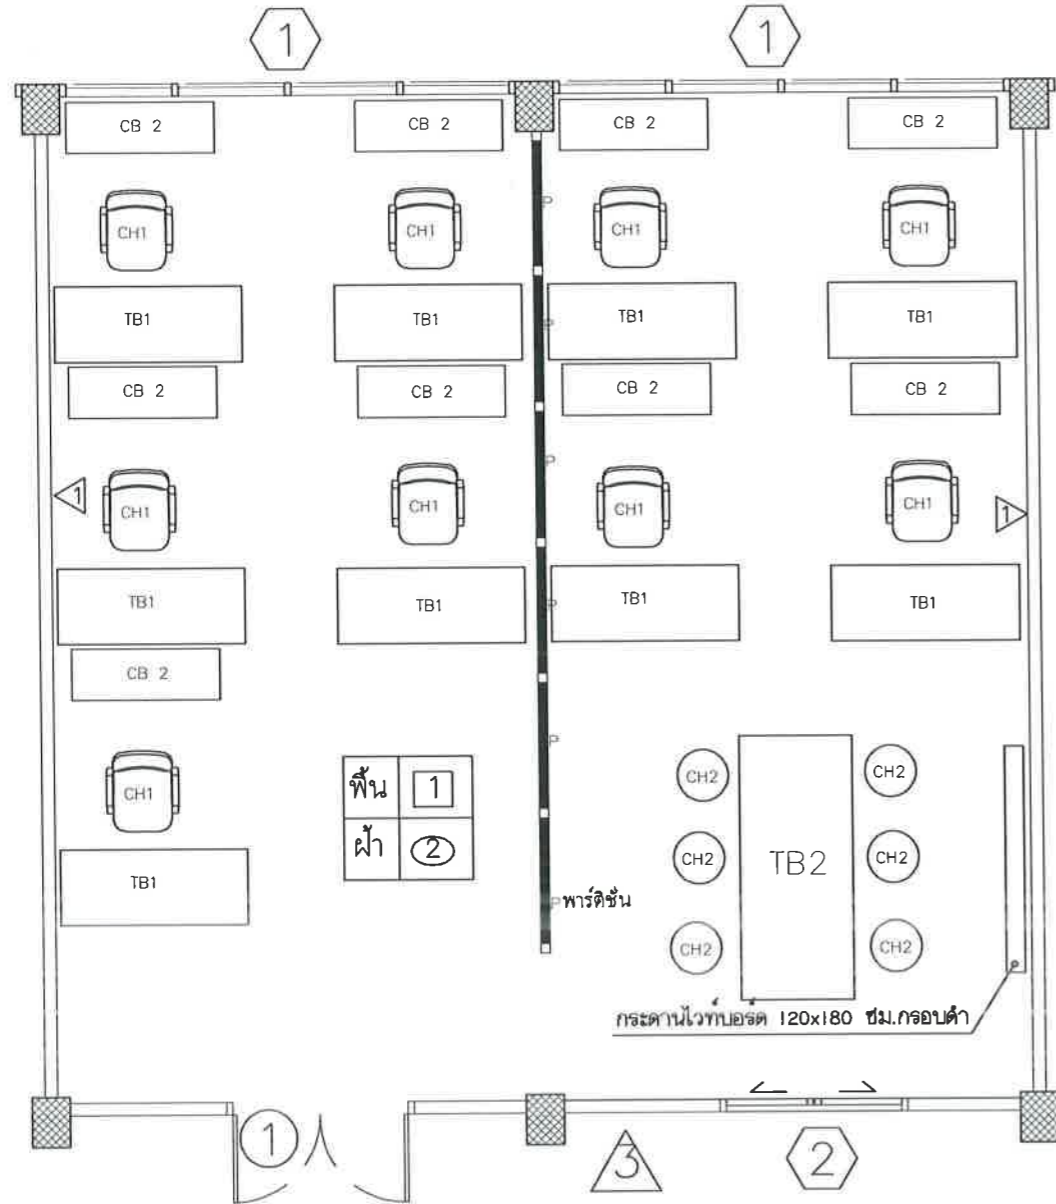 1 1
CB 2 CB 2 CB 2 CB 2
CH1 CH1 CH1 CH1
P
TB1 TB1 TB1 TB1
P
CB 2 CB 2 CB 2 CB 2
P
1 CH1 CH1 CH1 CH1 1
TB1 TB1 TB1 TB1
P
CB 2
P
CH1
พื้น 1
ฝ้า 2
CH2 CH2
CH2 TB2 CH2
CH2 CH2
TB1
P พาร์ติชั่น
กระดานไวท์บอร์ด 120x180 ซม.กรอบดำ
1 3 2